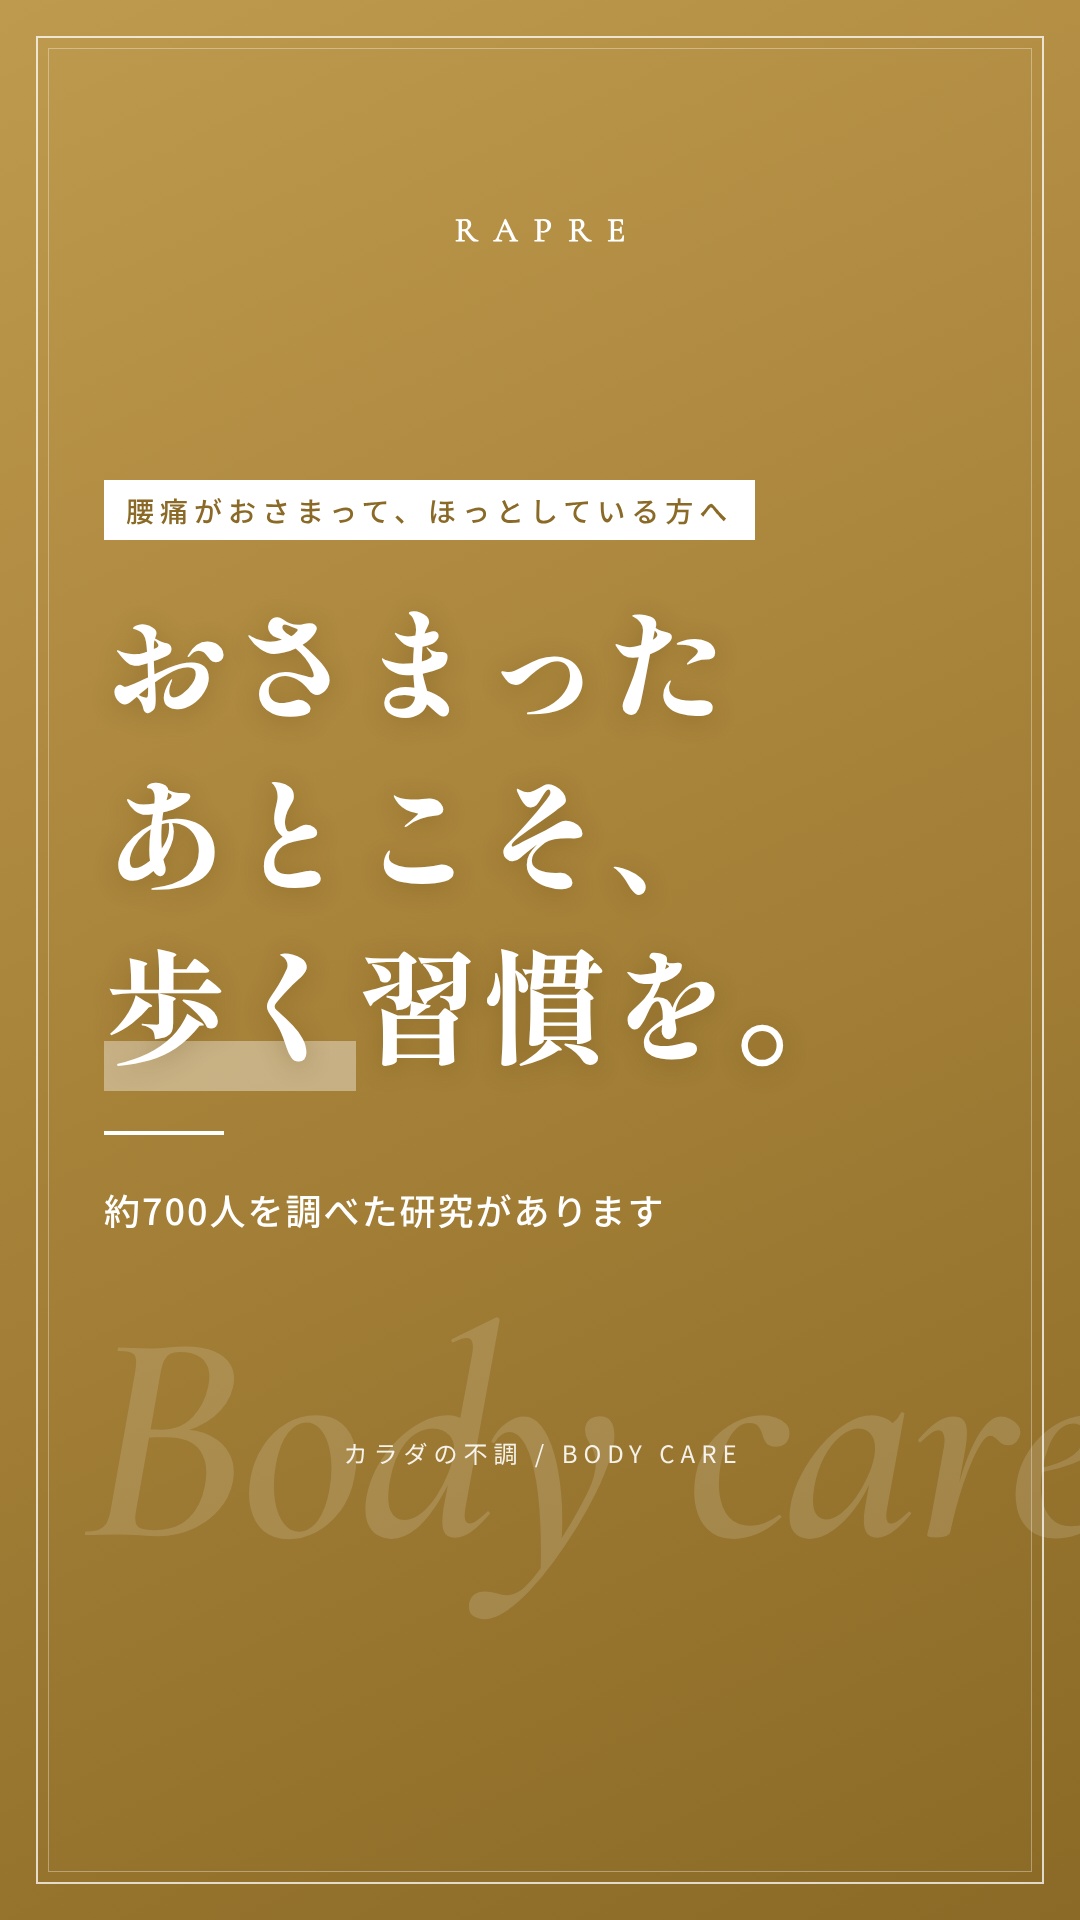 RAPRE
腰痛がおさまって、ほっとしている方へ
おさまった
あとこそ、
歩く習慣を。
約700人を調べた研究があります
Body care
カラダの不調 / BODY CARE